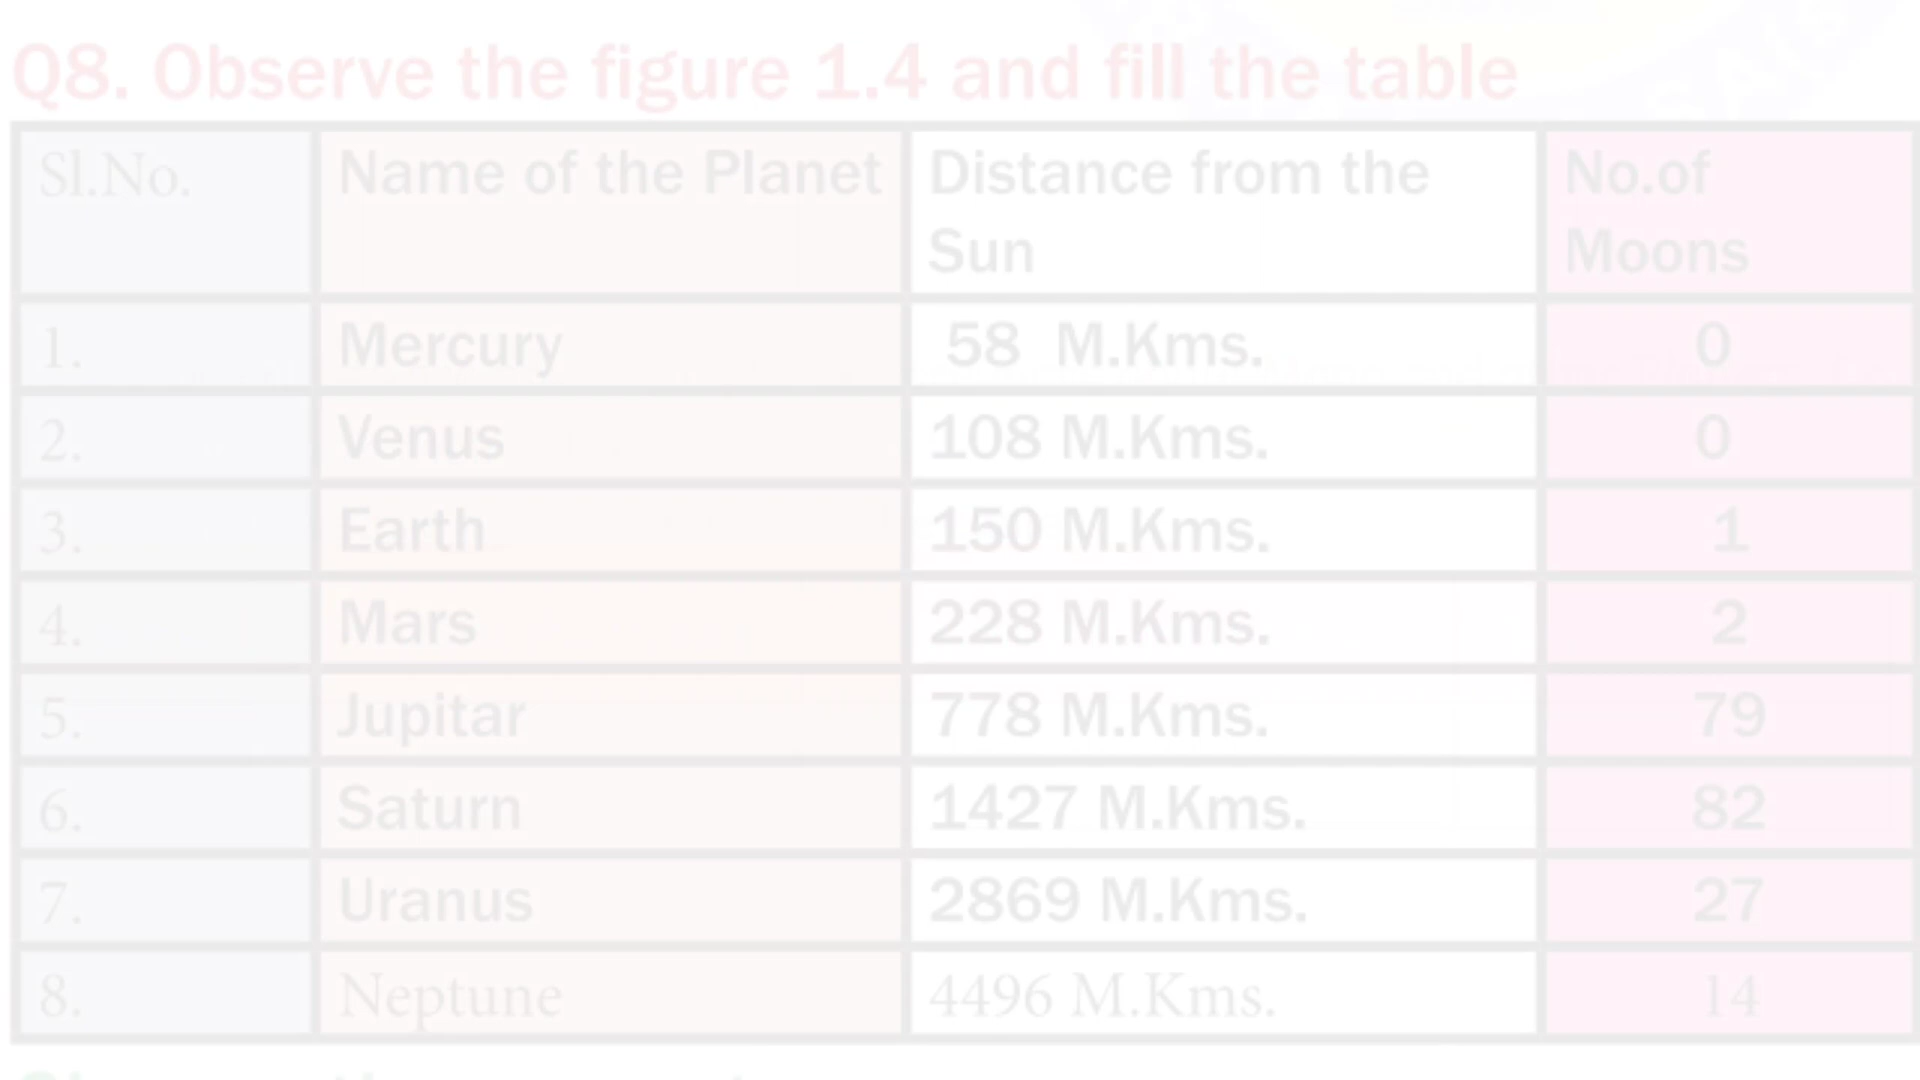 Q8. Observe the figure 1.4 and fill the table
Sl.No. Name of the Planet Distance from the Sun No.of Moons
1. Mercury 58 M.Kms. 0
2. Venus 108 M.Kms. 0
3. Earth 150 M.Kms. 1
4. Mars 228 M.Kms. 2
5. Jupitar 778 M.Kms. 79
6. Saturn 1427 M.Kms. 82
7. Uranus 2869 M.Kms. 27
8. Neptune 4496 M.Kms. 14